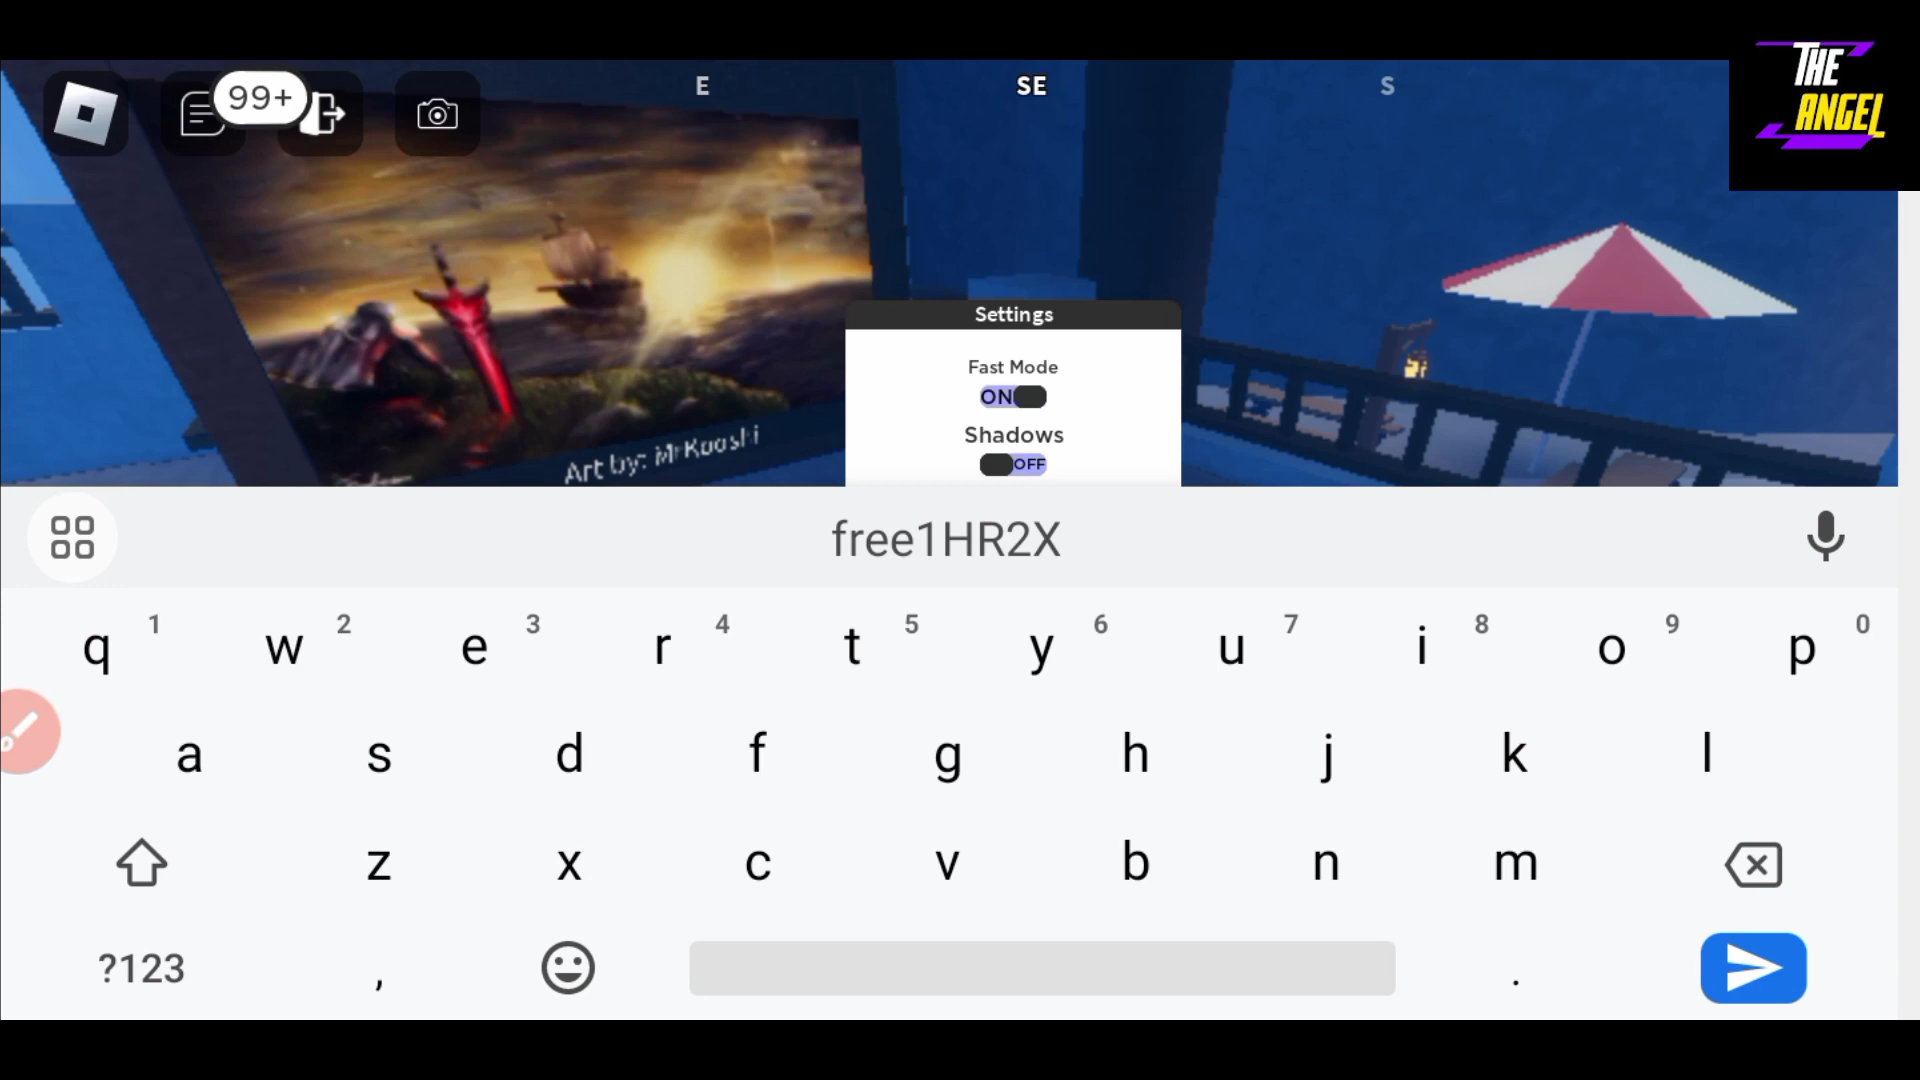 THE
ANGEL
99+
E
SE
S
Art by: MrKooshi
Settings
Fast Mode
ON
Shadows
OFF
free1HR2X
q 1 w 2 e 3 r 4 t 5 y 6 u 7 i 8 o 9 p 0
a s d f g h j k l
z x c v b n m
?123 , .